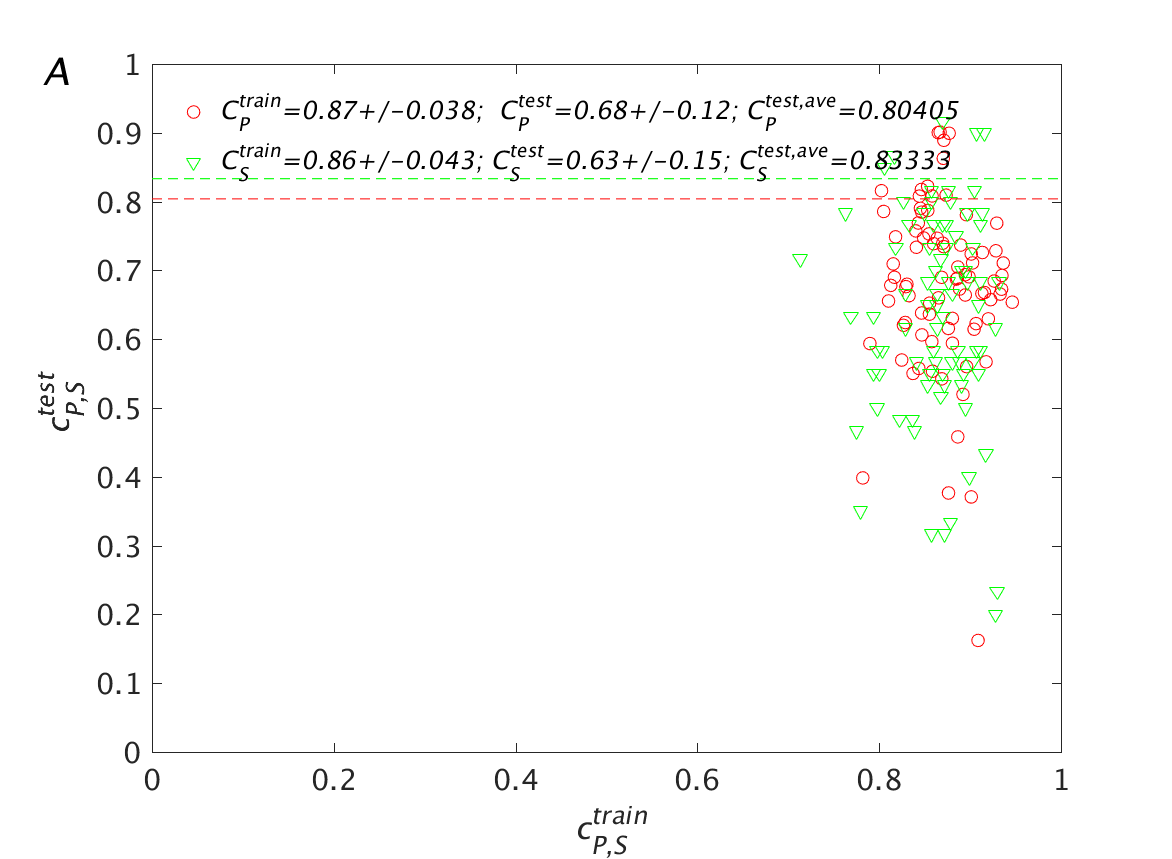 A
C_P^train=0.87+/-0.038; C_P^test=0.68+/-0.12; C_P^test,ave=0.80405
C_S^train=0.86+/-0.043; C_S^test=0.63+/-0.15; C_S^test,ave=0.83333
1
0.9
0.8
0.7
0.6
0.5
0.4
0.3
0.2
0.1
0
c_P,S^test
0 0.2 0.4 0.6 0.8 1
c_P,S^train